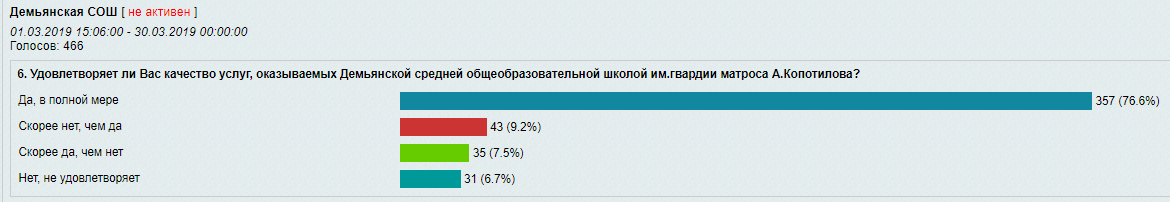 Демьянская СОШ [ не активен ]
01.03.2019 15:06:00 - 30.03.2019 00:00:00
Голосов: 466
6. Удовлетворяет ли Вас качество услуг, оказываемых Демьянской средней общеобразовательной школой им.гвардии матроса А.Копотилова?
Да, в полной мере 357 (76.6%)
Скорее нет, чем да 43 (9.2%)
Скорее да, чем нет 35 (7.5%)
Нет, не удовлетворяет 31 (6.7%)